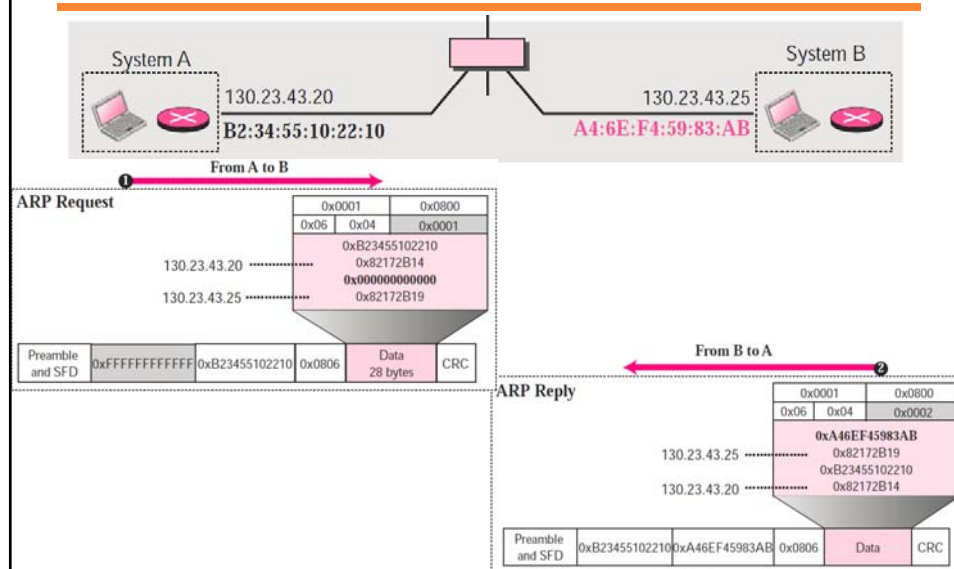 System A
System B
130.23.43.20
B2:34:55:10:22:10
130.23.43.25
A4:6E:F4:59:83:AB
From A to B
❶
ARP Request
0x0001 0x0800
0x06 0x04 0x0001
0xB23455102210
130.23.43.20 0x82172B14
0x000000000000
130.23.43.25 0x82172B19
Preamble and SFD 0xFFFFFFFFFFFF 0xB23455102210 0x0806 Data 28 bytes CRC
From B to A
❷
ARP Reply
0x0001 0x0800
0x06 0x04 0x0002
0xA46EF45983AB
130.23.43.25 0x82172B19
0xB23455102210
130.23.43.20 0x82172B14
Preamble and SFD 0xB23455102210 0xA46EF45983AB 0x0806 Data CRC